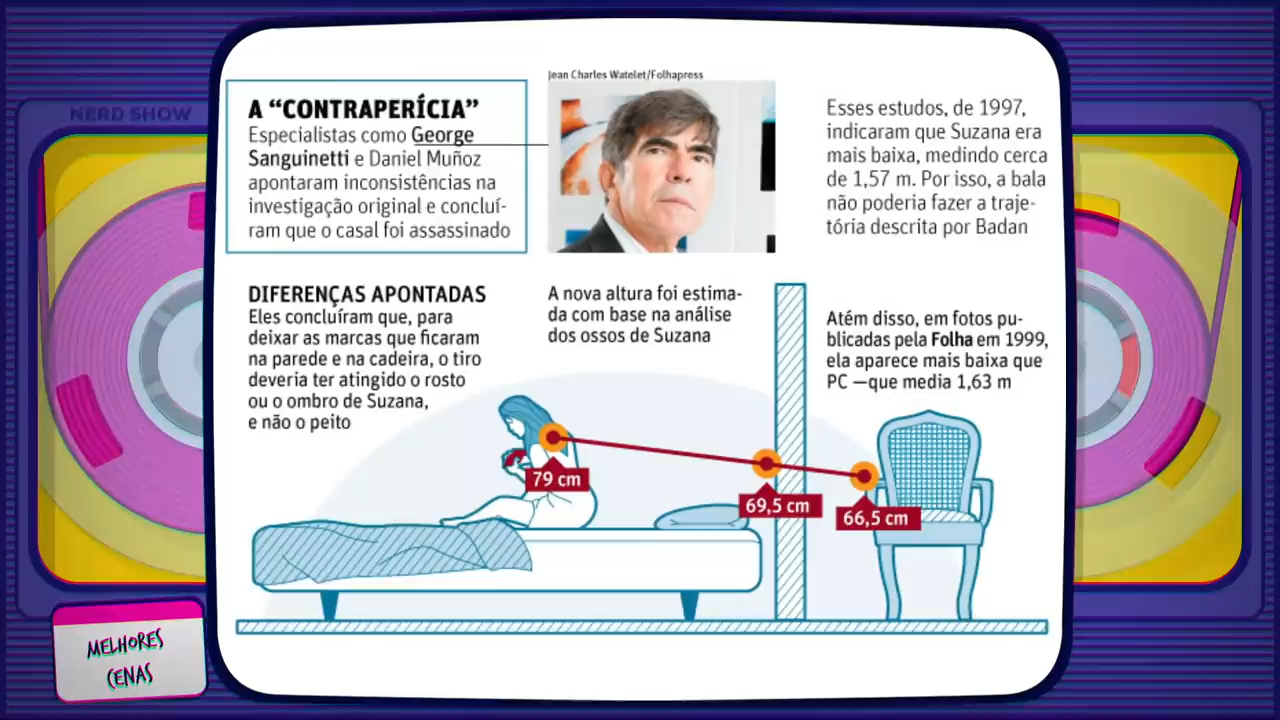 NERD SHOW
Jean Charles Watelet/Folhapress
A “CONTRAPERÍCIA”
Especialistas como George
Sanguinetti e Daniel Muñoz
apontaram inconsistências na
investigação original e concluí-
ram que o casal foi assassinado
Esses estudos, de 1997,
indicaram que Suzana era
mais baixa, medindo cerca
de 1,57 m. Por isso, a bala
não poderia fazer a traje-
tória descrita por Badan
DIFERENÇAS APONTADAS
Eles concluíram que, para
deixar as marcas que ficaram
na parede e na cadeira, o tiro
deveria ter atingido o rosto
ou o ombro de Suzana,
e não o peito
A nova altura foi estima-
da com base na análise
dos ossos de Suzana
Atém disso, em fotos pu-
blicadas pela Folha em 1999,
ela aparece mais baixa que
PC —que media 1,63 m
79 cm
69,5 cm
66,5 cm
MELHORES
CENAS